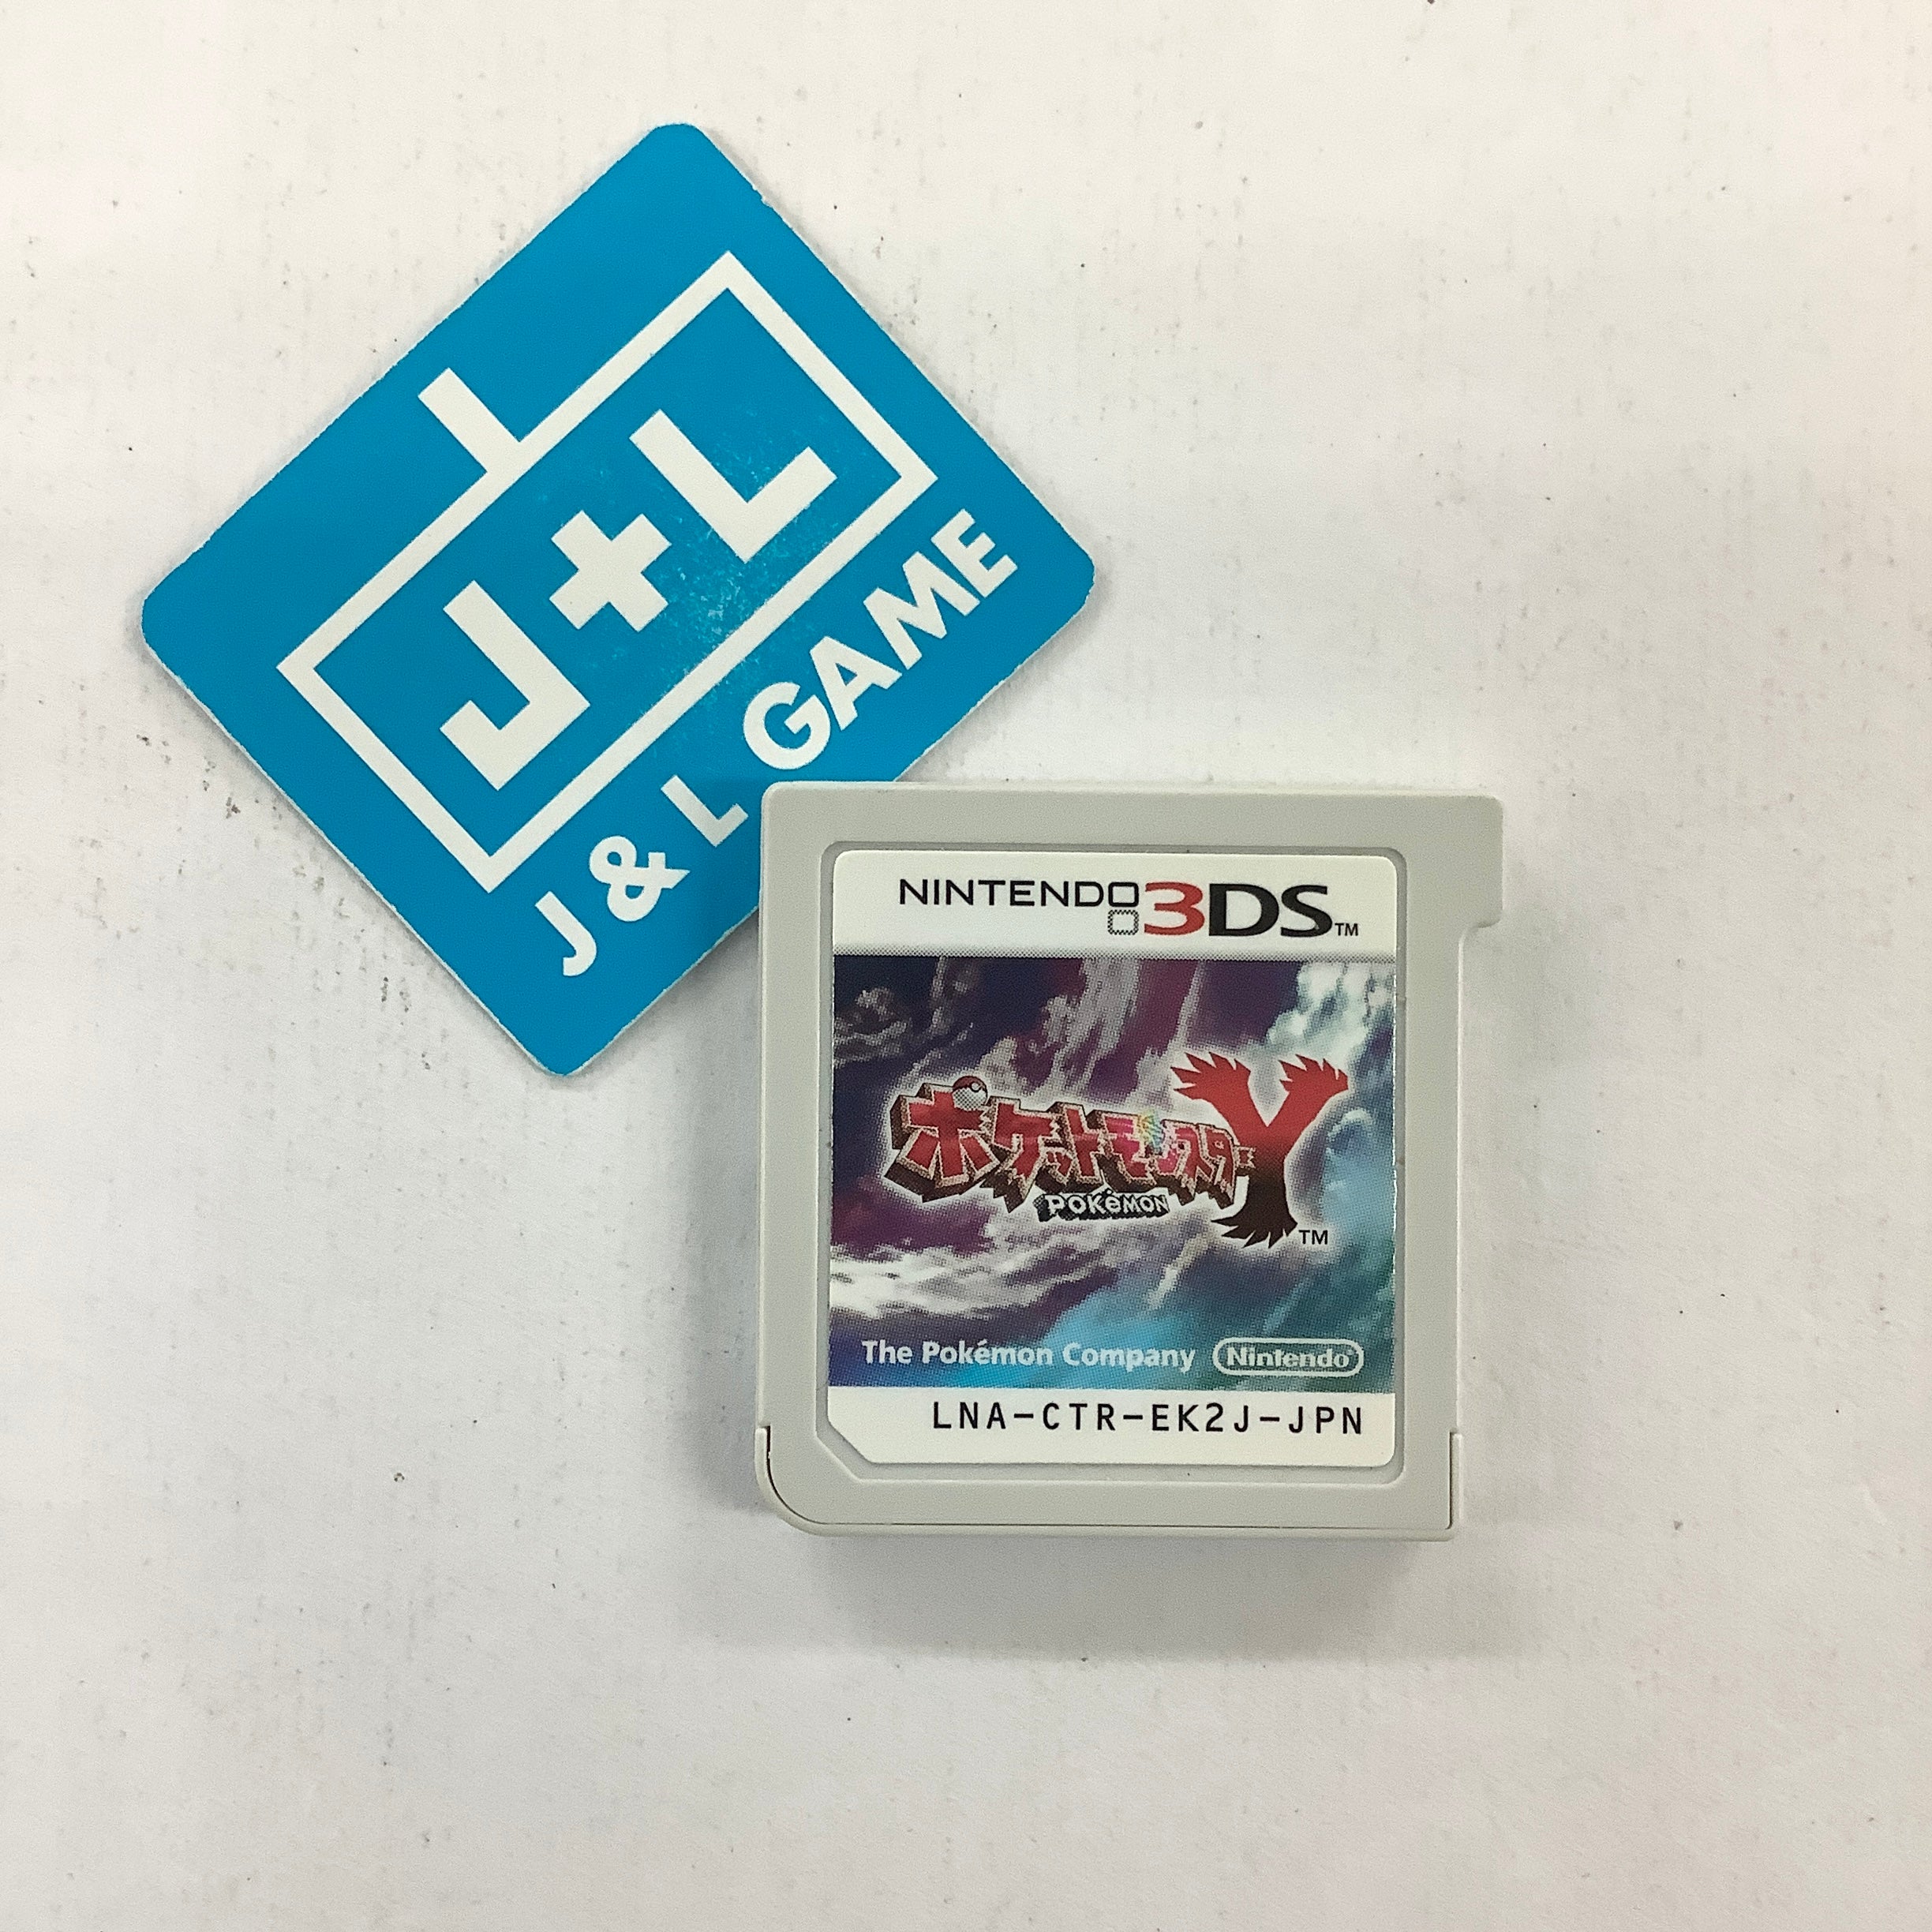 J+L
J & L GAME
NINTENDO 3DS™
ポケットモンスター Y
POKéMON
™
The Pokémon Company Nintendo
LNA-CTR-EK2J-JPN